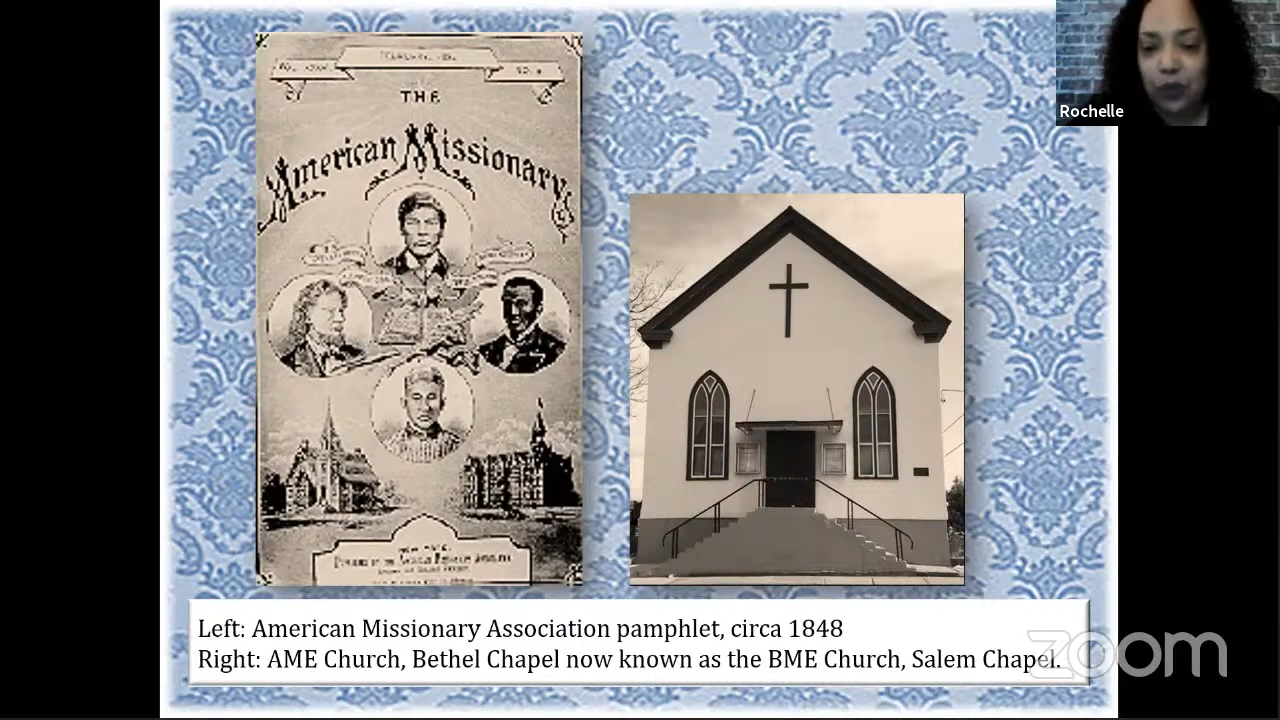 THE
American Missionary
Rochelle
Left: American Missionary Association pamphlet, circa 1848
Right: AME Church, Bethel Chapel now known as the BME Church, Salem Chapel.
zoom